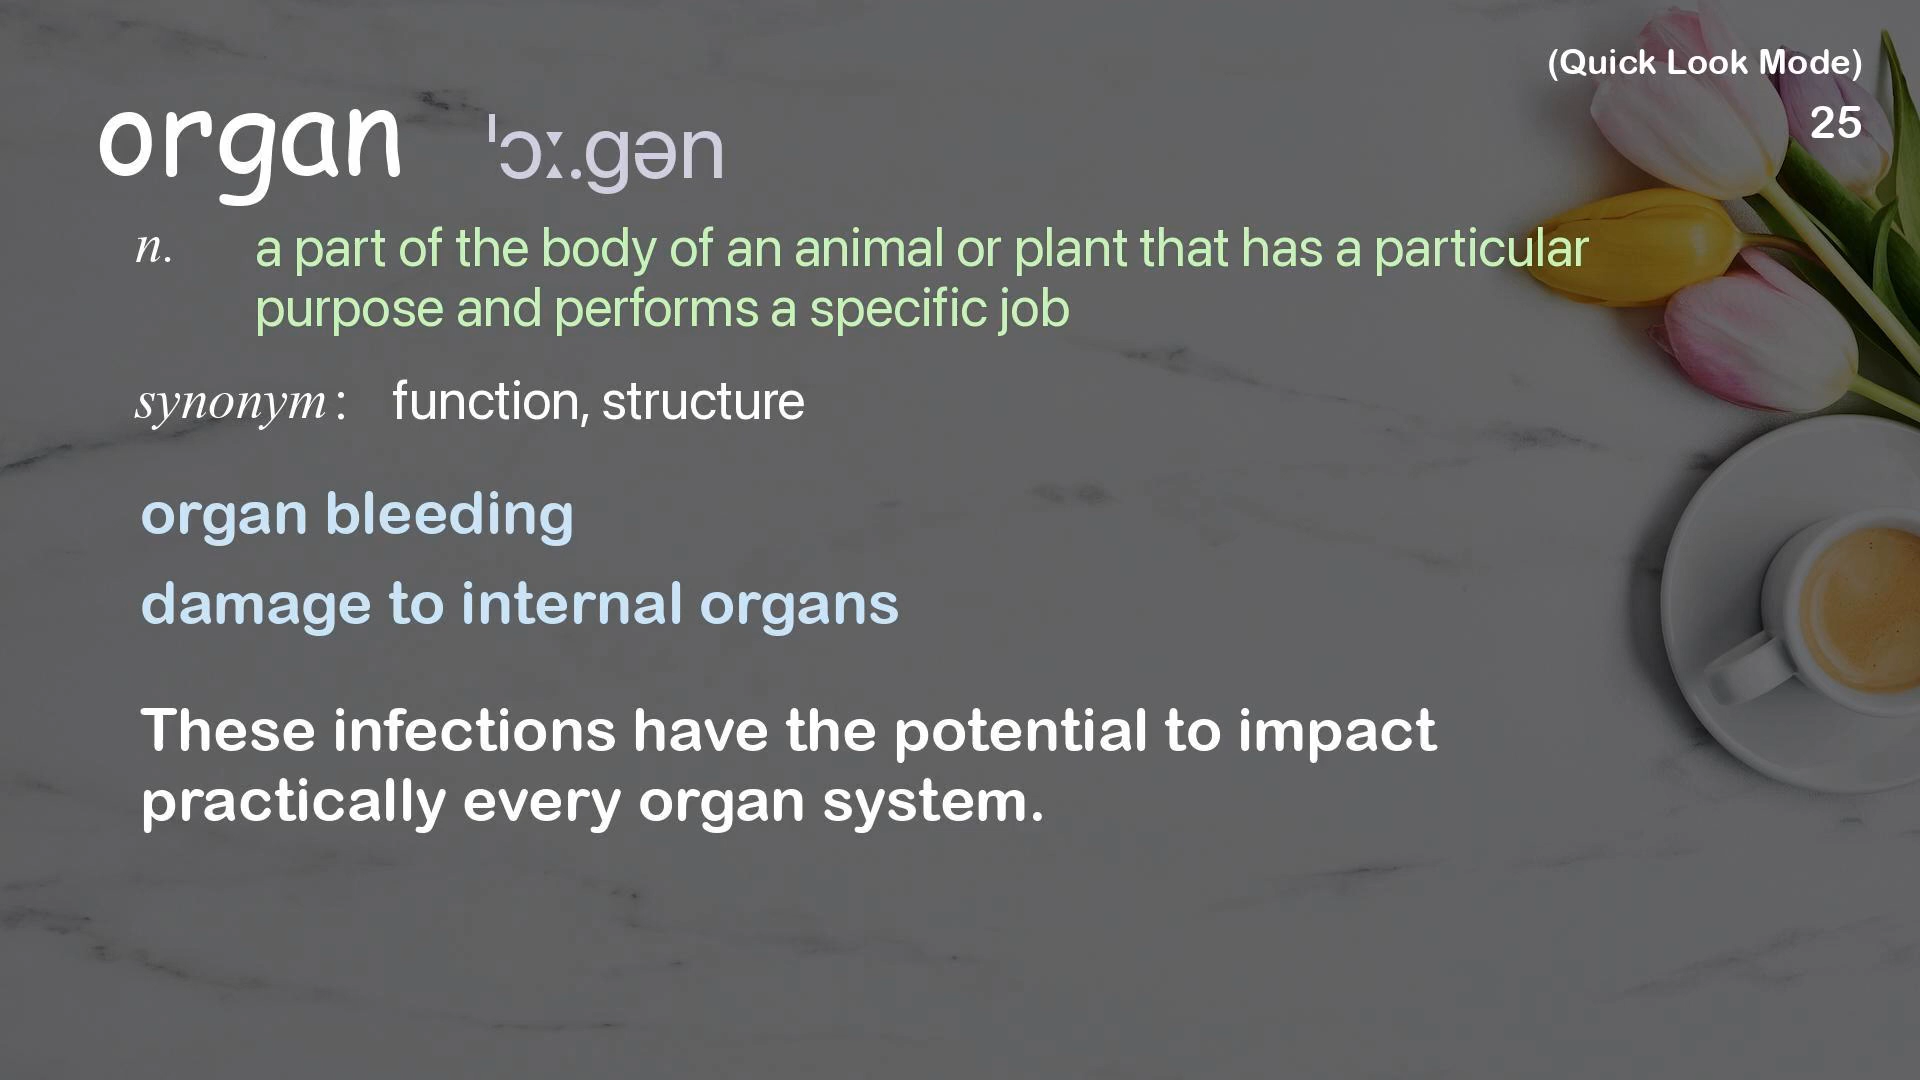 (Quick Look Mode)
25
organ ˈɔː.gən
n. a part of the body of an animal or plant that has a particular
purpose and performs a specific job
synonym: function, structure
organ bleeding
damage to internal organs
These infections have the potential to impact
practically every organ system.